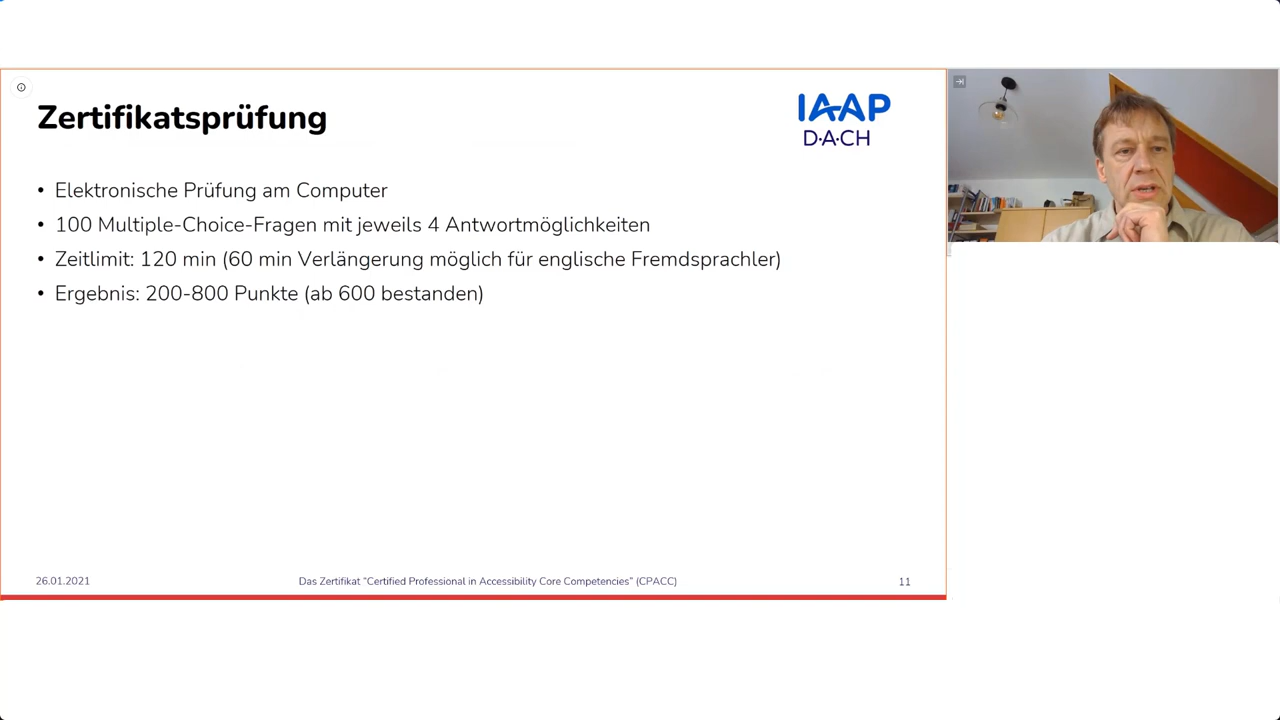 Zertifikatsprüfung
IAAP
D·A·CH
• Elektronische Prüfung am Computer
• 100 Multiple-Choice-Fragen mit jeweils 4 Antwortmöglichkeiten
• Zeitlimit: 120 min (60 min Verlängerung möglich für englische Fremdsprachler)
• Ergebnis: 200-800 Punkte (ab 600 bestanden)
26.01.2021
Das Zertifikat “Certified Professional in Accessibility Core Competencies” (CPACC)
11